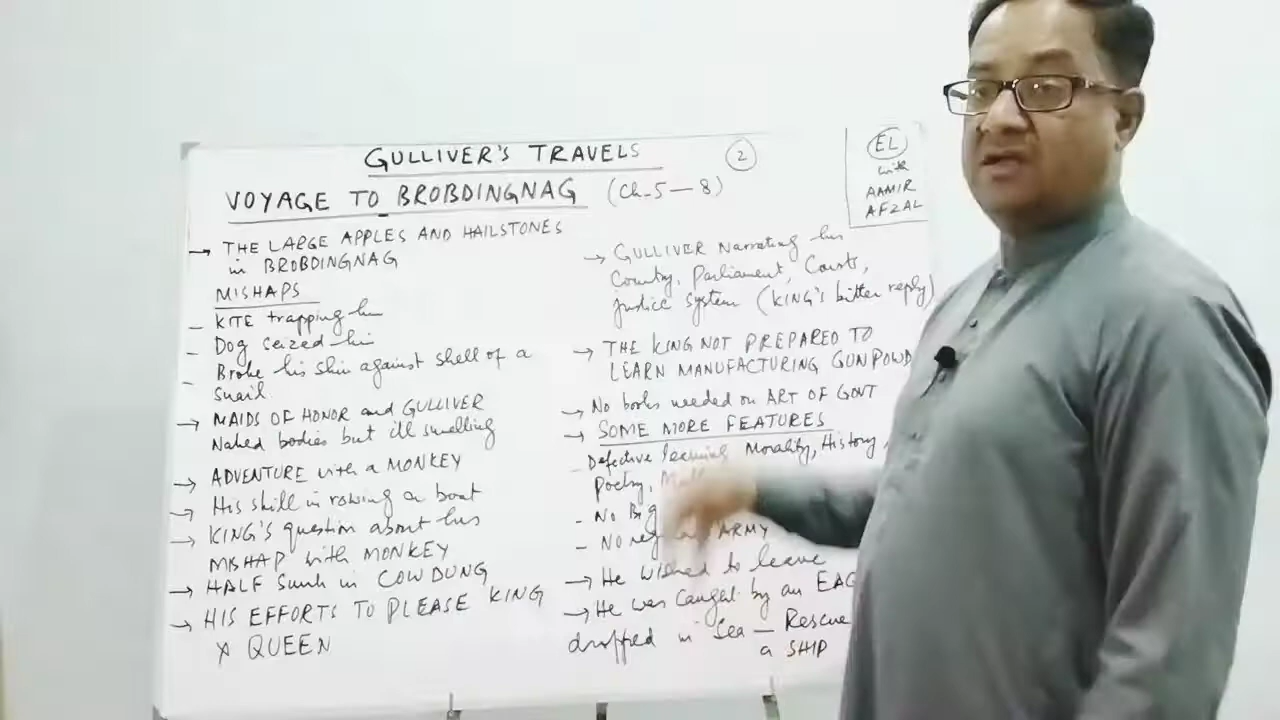 GULLIVER'S TRAVELS
2
VOYAGE TO BROBDINGNAG (Ch-5-8)
EL
with
AAMIR
AFZAL
→ THE LARGE APPLES AND HAILSTONES
in BROBDINGNAG
MISHAPS
- KITE trapping him
- Dog seized him
- Broke his shin against shell of a
snail
→ MAIDS OF HONOR and GULLIVER
Naked bodies but ill smelling
→ ADVENTURE with a MONKEY
→ His skill in rowing a boat
→ KING'S question about his
MISHAP with MONKEY
→ HALF Sunk in COWDUNG
→ HIS EFFORTS TO PLEASE KING
& QUEEN
→ GULLIVER Narrating his
Country, Parliament, Courts,
Justice System (KING'S bitter reply)
→ THE KING NOT PREPARED TO
LEARN MANUFACTURING GUNPOWD
→ No books needed on ART OF GOVT
→ SOME MORE FEATURES
- Defective learning Morality, History,
Poetry,
- No
- No ARMY
→ He wished to leave
→ He was caught by an EAG
dropped in Sea — Rescue
a SHIP